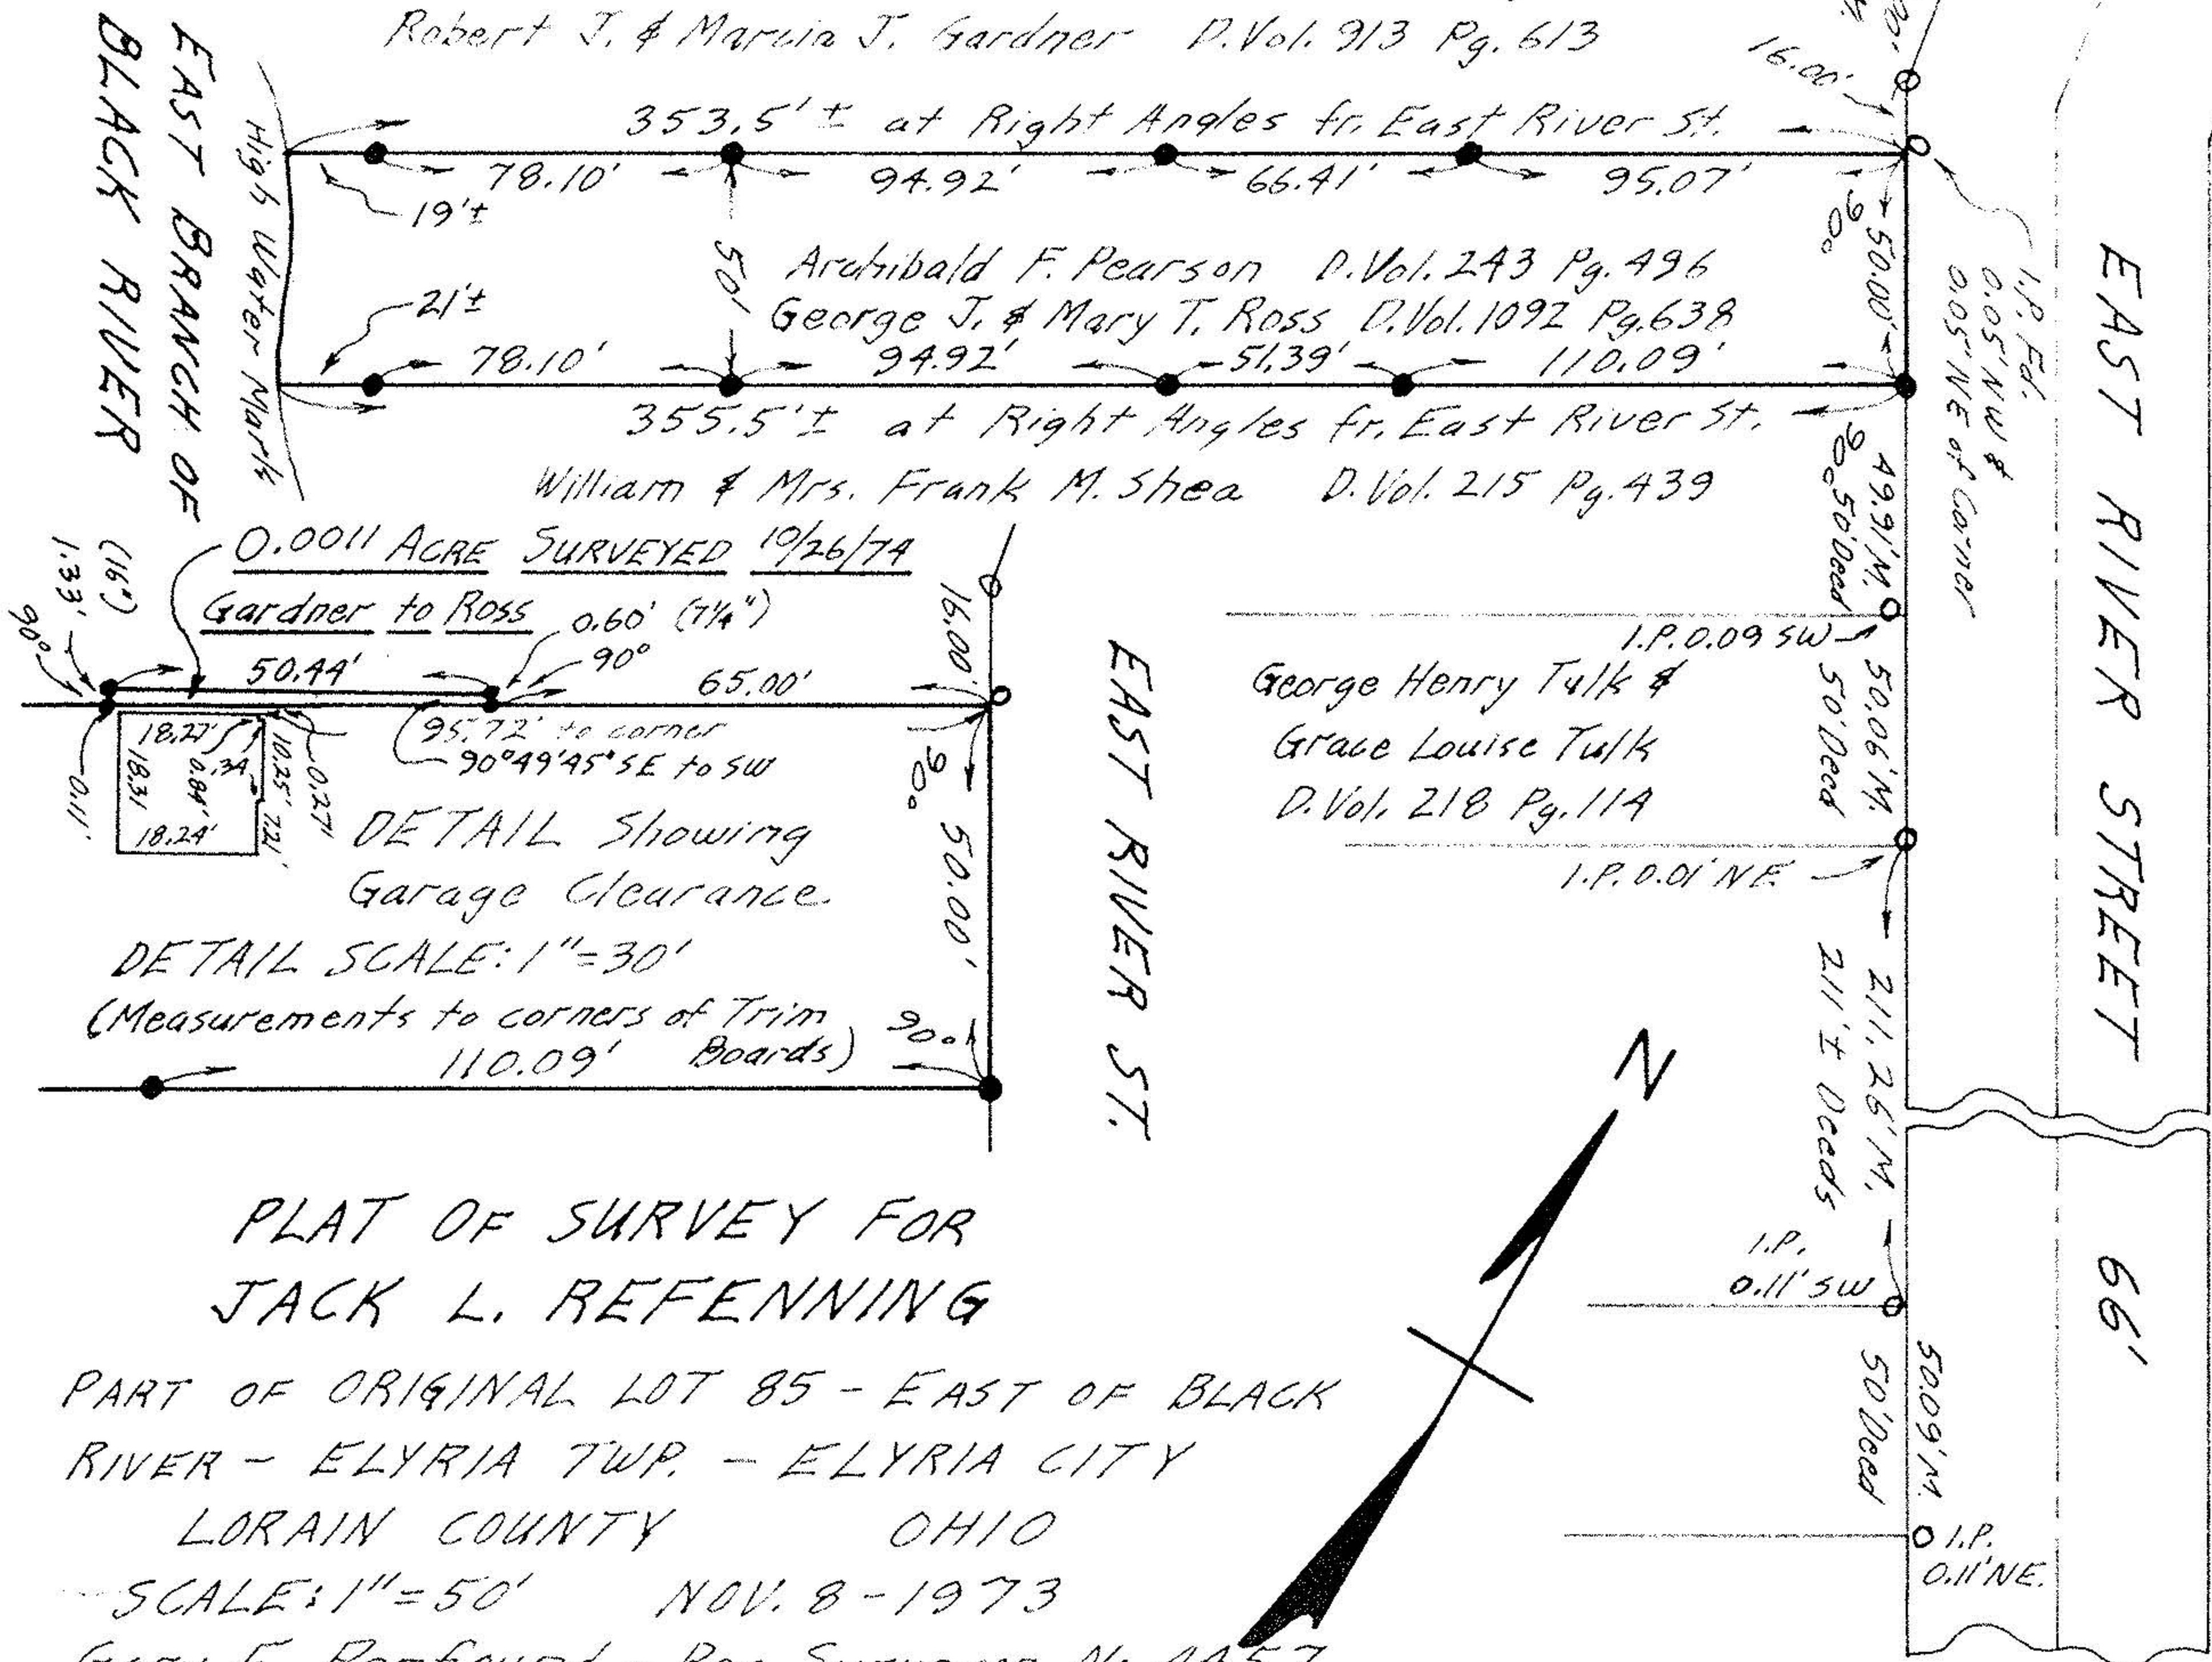 Robert J. & Marcia J. Gardner D.Vol. 913 Pg. 613
16.00'
353.5'± at Right Angles fr. East River St.
78.10'
94.92'
66.41'
95.07'
19'±
90°
50.00'
I.P. Fd.
0.05' NW &
0.05' NE of Corner
EAST BRANCH OF
BLACK RIVER
High Water Mark
50'
Archibald F. Pearson D.Vol. 243 Pg. 496
George J. & Mary T. Ross D.Vol. 1092 Pg. 638
21'±
78.10'
94.92'
51.39'
110.09'
355.5'± at Right Angles fr. East River St.
90°
William & Mrs. Frank M. Shea D.Vol. 215 Pg. 439
49.91' M.
50' Deed
I.P. 0.09 SW
EAST RIVER STREET 66'
0.0011 ACRE SURVEYED 10/26/74
Gardner to Ross
0.60' (7¼")
90°
(16")
1.33'
90°
50.44'
65.00'
16.00'
95.72' to corner
90°49'45" SE to SW
18.27'
.34
0.84'
18.31
18.24'
10.25'
7.21'
0.27'
0.11'
90°
50.00'
90°
DETAIL Showing
Garage Clearance
DETAIL SCALE: 1"=30'
(Measurements to corners of Trim
Boards)
110.09'
EAST RIVER ST.
George Henry Tulk &
Grace Louise Tulk
D.Vol. 218 Pg. 114
50.06' M.
50' Deed
I.P. 0.01' NE
211.26' M.
211'± Deeds
N
I.P.
0.11' SW
50.09' M.
50' Deed
I.P.
0.11' NE.
PLAT OF SURVEY FOR
JACK L. REFENNING
PART OF ORIGINAL LOT 85 - EAST OF BLACK
RIVER - ELYRIA TWP. - ELYRIA CITY
LORAIN COUNTY OHIO
SCALE: 1"=50' NOV. 8-1973